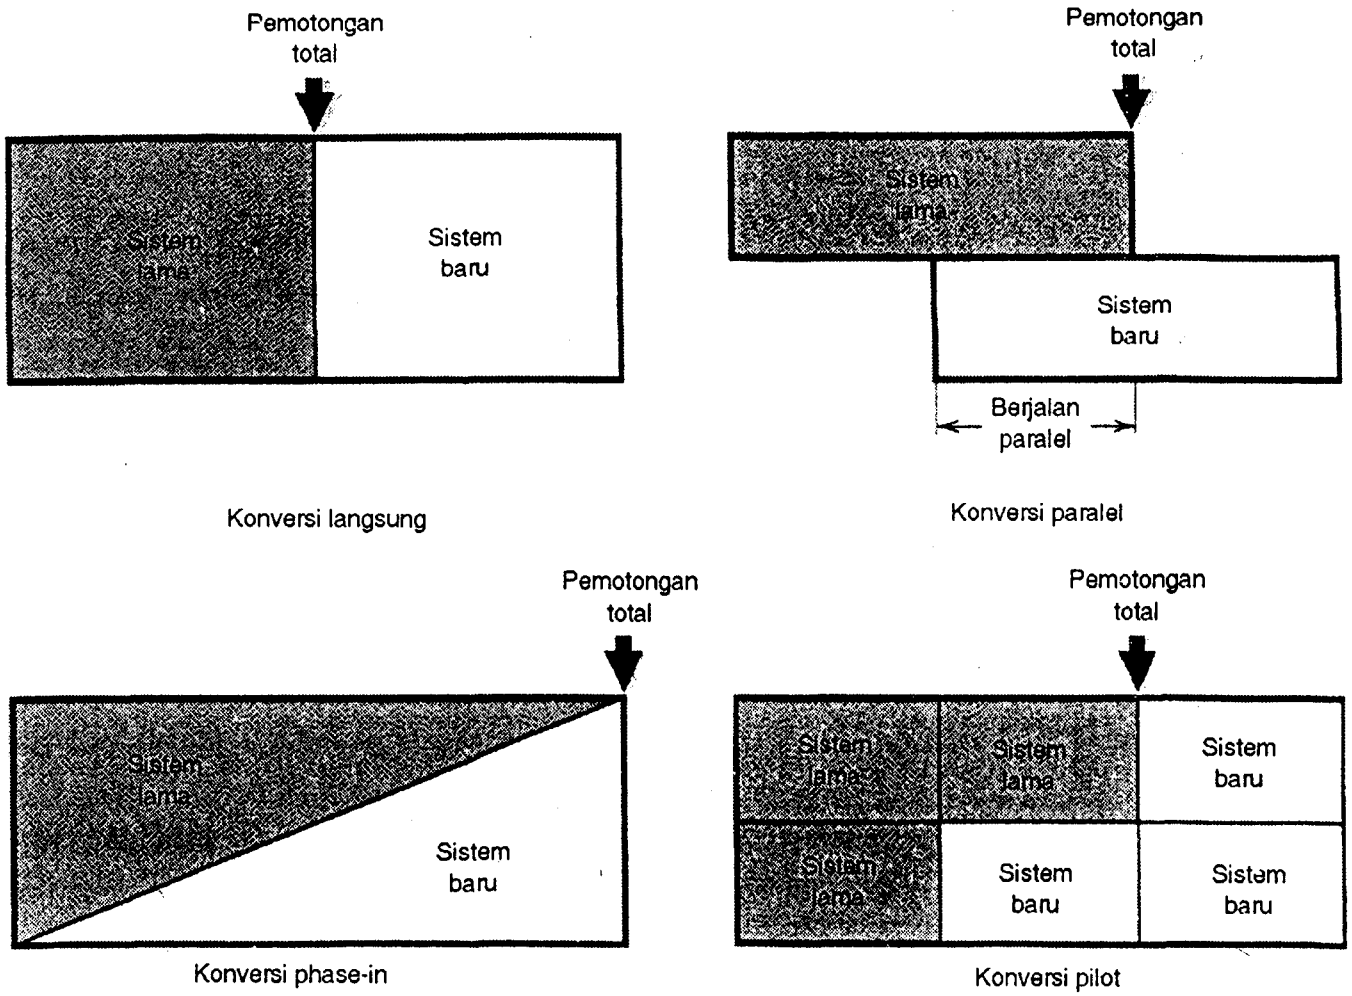 Pemotongan
total
Sistem
lama
Sistem
baru
Konversi langsung
Pemotongan
total
Sistem
lama
Sistem
baru
Berjalan
paralel
Konversi paralel
Pemotongan
total
Sistem
lama
Sistem
baru
Konversi phase-in
Pemotongan
total
Sistem
lama
Sistem
lama
Sistem
baru
Sistem
lama
Sistem
baru
Sistem
baru
Konversi pilot